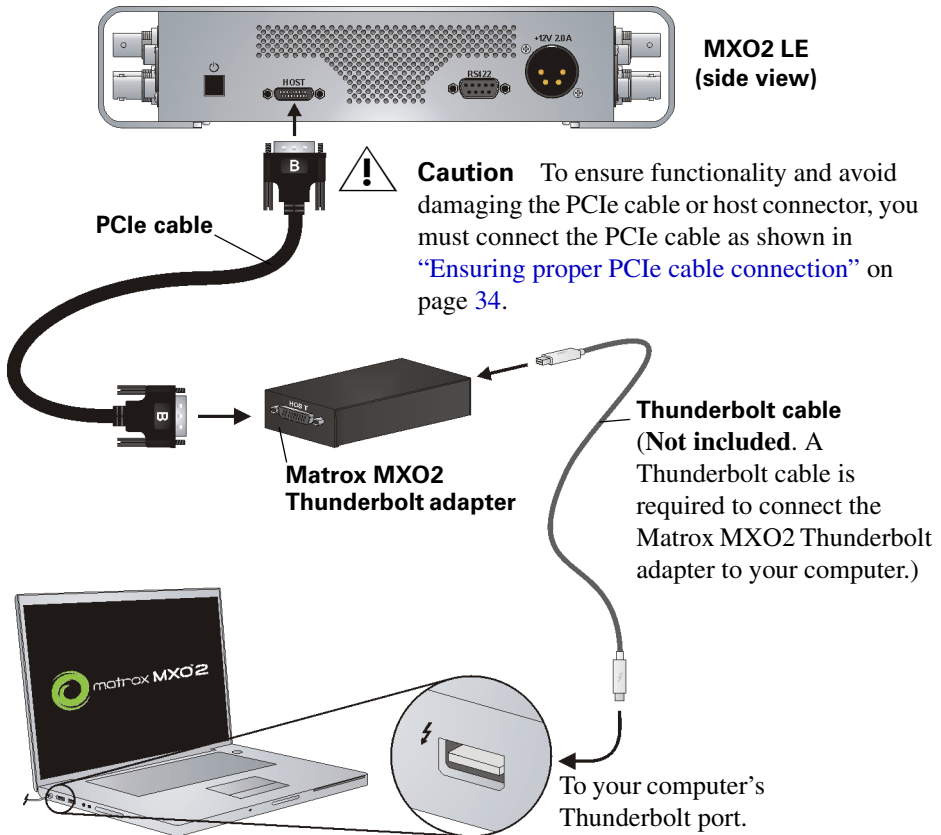 +12V 2.0A
MXO2 LE
(side view)
HOST
RS422
B
Caution To ensure functionality and avoid
damaging the PCIe cable or host connector, you
must connect the PCIe cable as shown in
“Ensuring proper PCIe cable connection” on
page 34.
PCIe cable
B
HOST
Matrox MXO2
Thunderbolt adapter
Thunderbolt cable
(Not included. A
Thunderbolt cable is
required to connect the
Matrox MXO2 Thunderbolt
adapter to your computer.)
matrox MXO2
To your computer’s
Thunderbolt port.